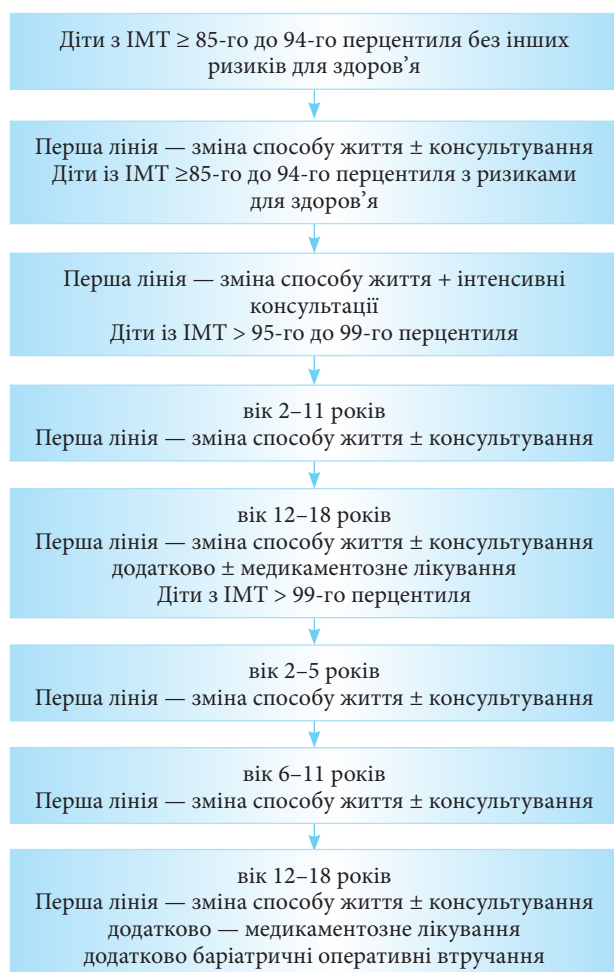 Діти з ІМТ ≥ 85-го до 94-го перцентиля без інших
ризиків для здоров’я
Перша лінія — зміна способу життя ± консультування
Діти із ІМТ ≥85-го до 94-го перцентиля з ризиками
для здоров’я
Перша лінія — зміна способу життя + інтенсивні
консультації
Діти із ІМТ > 95-го до 99-го перцентиля
вік 2–11 років
Перша лінія — зміна способу життя ± консультування
вік 12–18 років
Перша лінія — зміна способу життя ± консультування
додатково ± медикаментозне лікування
Діти з ІМТ > 99-го перцентиля
вік 2–5 років
Перша лінія — зміна способу життя ± консультування
вік 6–11 років
Перша лінія — зміна способу життя ± консультування
вік 12–18 років
Перша лінія — зміна способу життя ± консультування
додатково — медикаментозне лікування
додатково баріатричні оперативні втручання